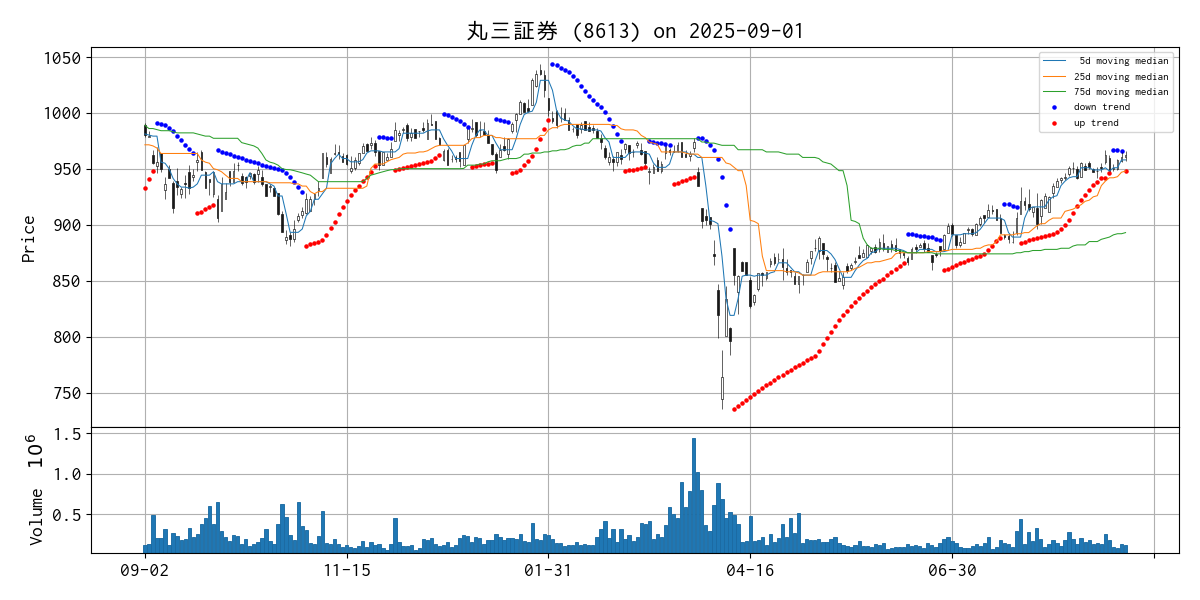 丸三証券 (8613) on 2025-09-01
Price
1050
1000
950
900
850
800
750
5d moving median
25d moving median
75d moving median
down trend
up trend
Volume 10^6
1.5
1.0
0.5
09-02
11-15
01-31
04-16
06-30